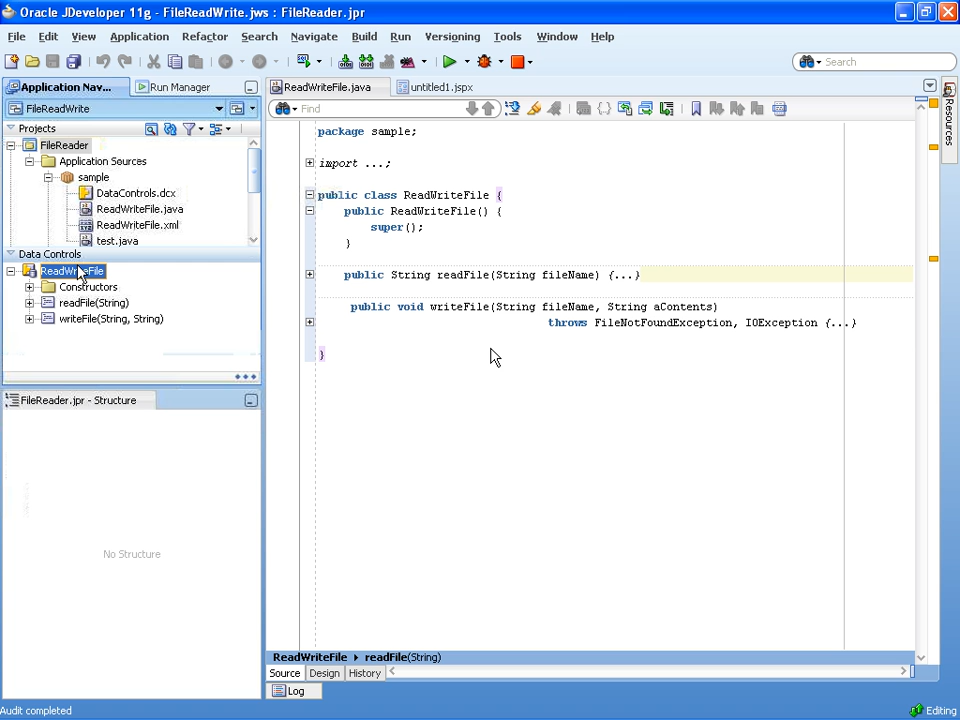 Oracle JDeveloper 11g - FileReadWrite.jws : FileReader.jpr
File Edit View Application Refactor Search Navigate Build Run Versioning Tools Window Help
Search
Application Nav... Run Manager
ReadWriteFile.java untitled1.jspx
FileReadWrite
Find
Projects
FileReader
Application Sources
sample
DataControls.dcx
ReadWriteFile.java
ReadWriteFile.xml
test.java
Data Controls
ReadWriteFile
Constructors
readFile(String)
writeFile(String, String)
FileReader.jpr - Structure
No Structure
package sample;
import ...;
public class ReadWriteFile {
public ReadWriteFile() {
super();
}
public String readFile(String fileName) {...}
public void writeFile(String fileName, String aContents)
throws FileNotFoundException, IOException {...}
}
Resources
ReadWriteFile readFile(String)
Source Design History
Log
Audit completed
Editing